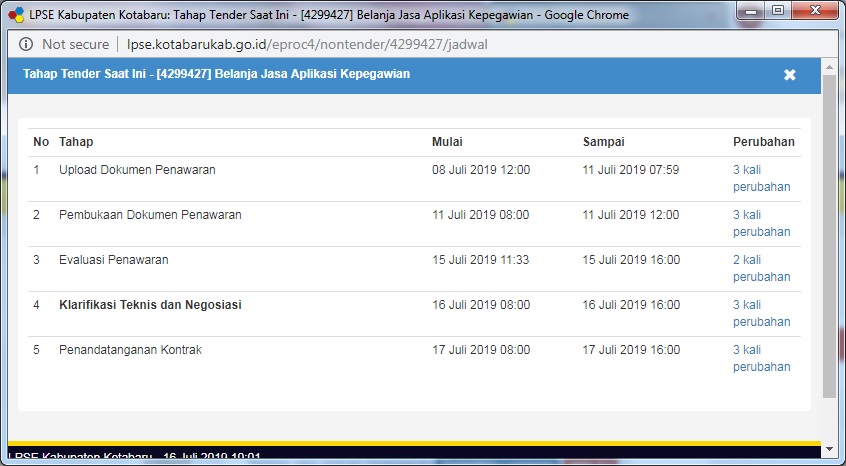 LPSE Kabupaten Kotabaru: Tahap Tender Saat Ini - [4299427] Belanja Jasa Aplikasi Kepegawian - Google Chrome
Not secure | lpse.kotabarukab.go.id/eproc4/nontender/4299427/jadwal
Tahap Tender Saat Ini - [4299427] Belanja Jasa Aplikasi Kepegawian
No Tahap Mulai Sampai Perubahan
1 Upload Dokumen Penawaran 08 Juli 2019 12:00 11 Juli 2019 07:59 3 kali
perubahan
2 Pembukaan Dokumen Penawaran 11 Juli 2019 08:00 11 Juli 2019 12:00 3 kali
perubahan
3 Evaluasi Penawaran 15 Juli 2019 11:33 15 Juli 2019 16:00 2 kali
perubahan
4 Klarifikasi Teknis dan Negosiasi 16 Juli 2019 08:00 16 Juli 2019 16:00 3 kali
perubahan
5 Penandatanganan Kontrak 17 Juli 2019 08:00 17 Juli 2019 16:00 3 kali
perubahan
LPSE Kabupaten Kotabaru - 16 Juli 2019 10:01